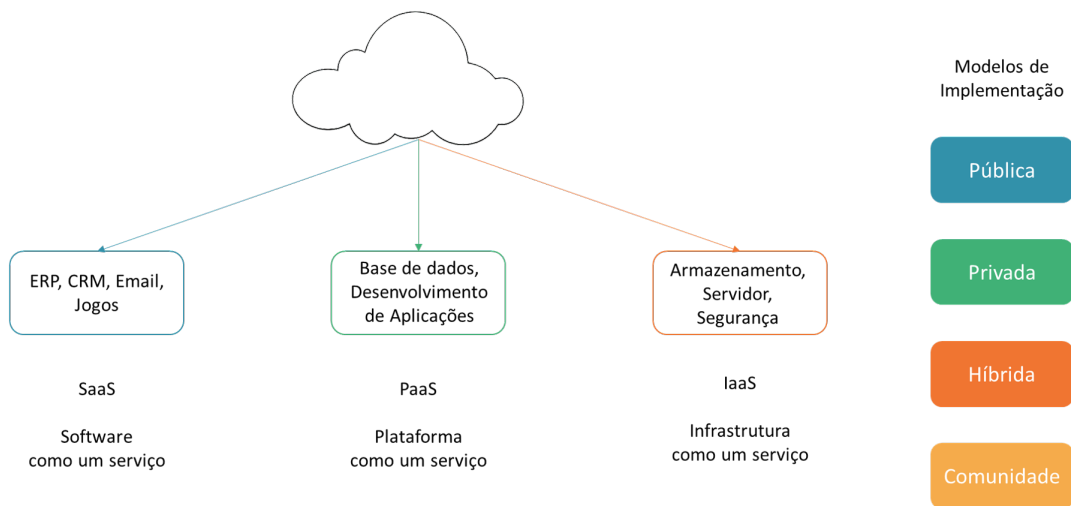 Modelos de
Implementação
Pública
Privada
Híbrida
Comunidade
ERP, CRM, Email,
Jogos
Base de dados,
Desenvolvimento
de Aplicações
Armazenamento,
Servidor,
Segurança
SaaS
PaaS
IaaS
Software
como um serviço
Plataforma
como um serviço
Infrastrutura
como um serviço